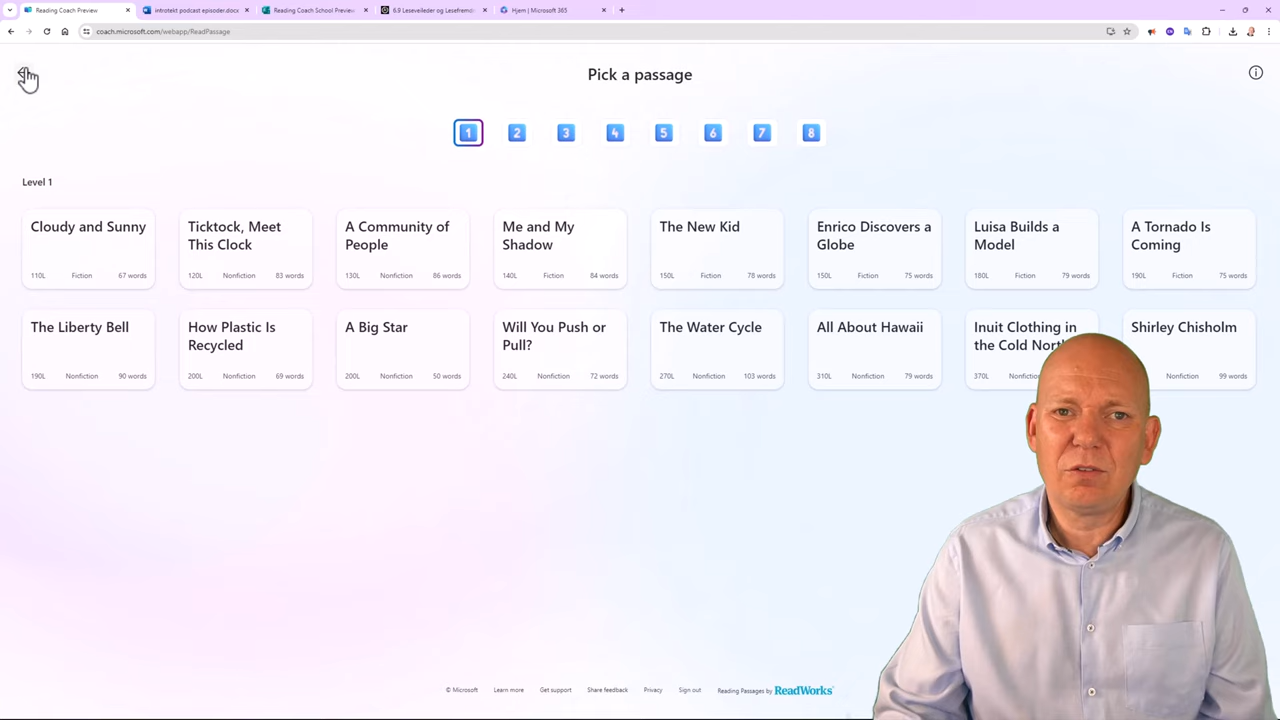 Reading Coach Preview
introtekt podcast episoder.docx
Reading Coach School Preview
6.9 Leseveileder og Lesefremd
Hjem | Microsoft 365
coach.microsoft.com/webapp/ReadPassage
Pick a passage
1 2 3 4 5 6 7 8
Level 1
Cloudy and Sunny
110L Fiction 67 words
Ticktock, Meet
This Clock
120L Nonfiction 83 words
A Community of
People
130L Nonfiction 86 words
Me and My
Shadow
140L Fiction 84 words
The New Kid
150L Fiction 78 words
Enrico Discovers a
Globe
150L Fiction 75 words
Luisa Builds a
Model
180L Fiction 79 words
A Tornado Is
Coming
190L Fiction 75 words
The Liberty Bell
190L Nonfiction 90 words
How Plastic Is
Recycled
200L Nonfiction 69 words
A Big Star
200L Nonfiction 50 words
Will You Push or
Pull?
240L Nonfiction 72 words
The Water Cycle
270L Nonfiction 103 words
All About Hawaii
310L Nonfiction 79 words
Inuit Clothing in
the Cold
370L
Shirley Chisholm
Nonfiction 99 words
© Microsoft Learn more Get support Share feedback Privacy Sign out Reading Passages by ReadWorks